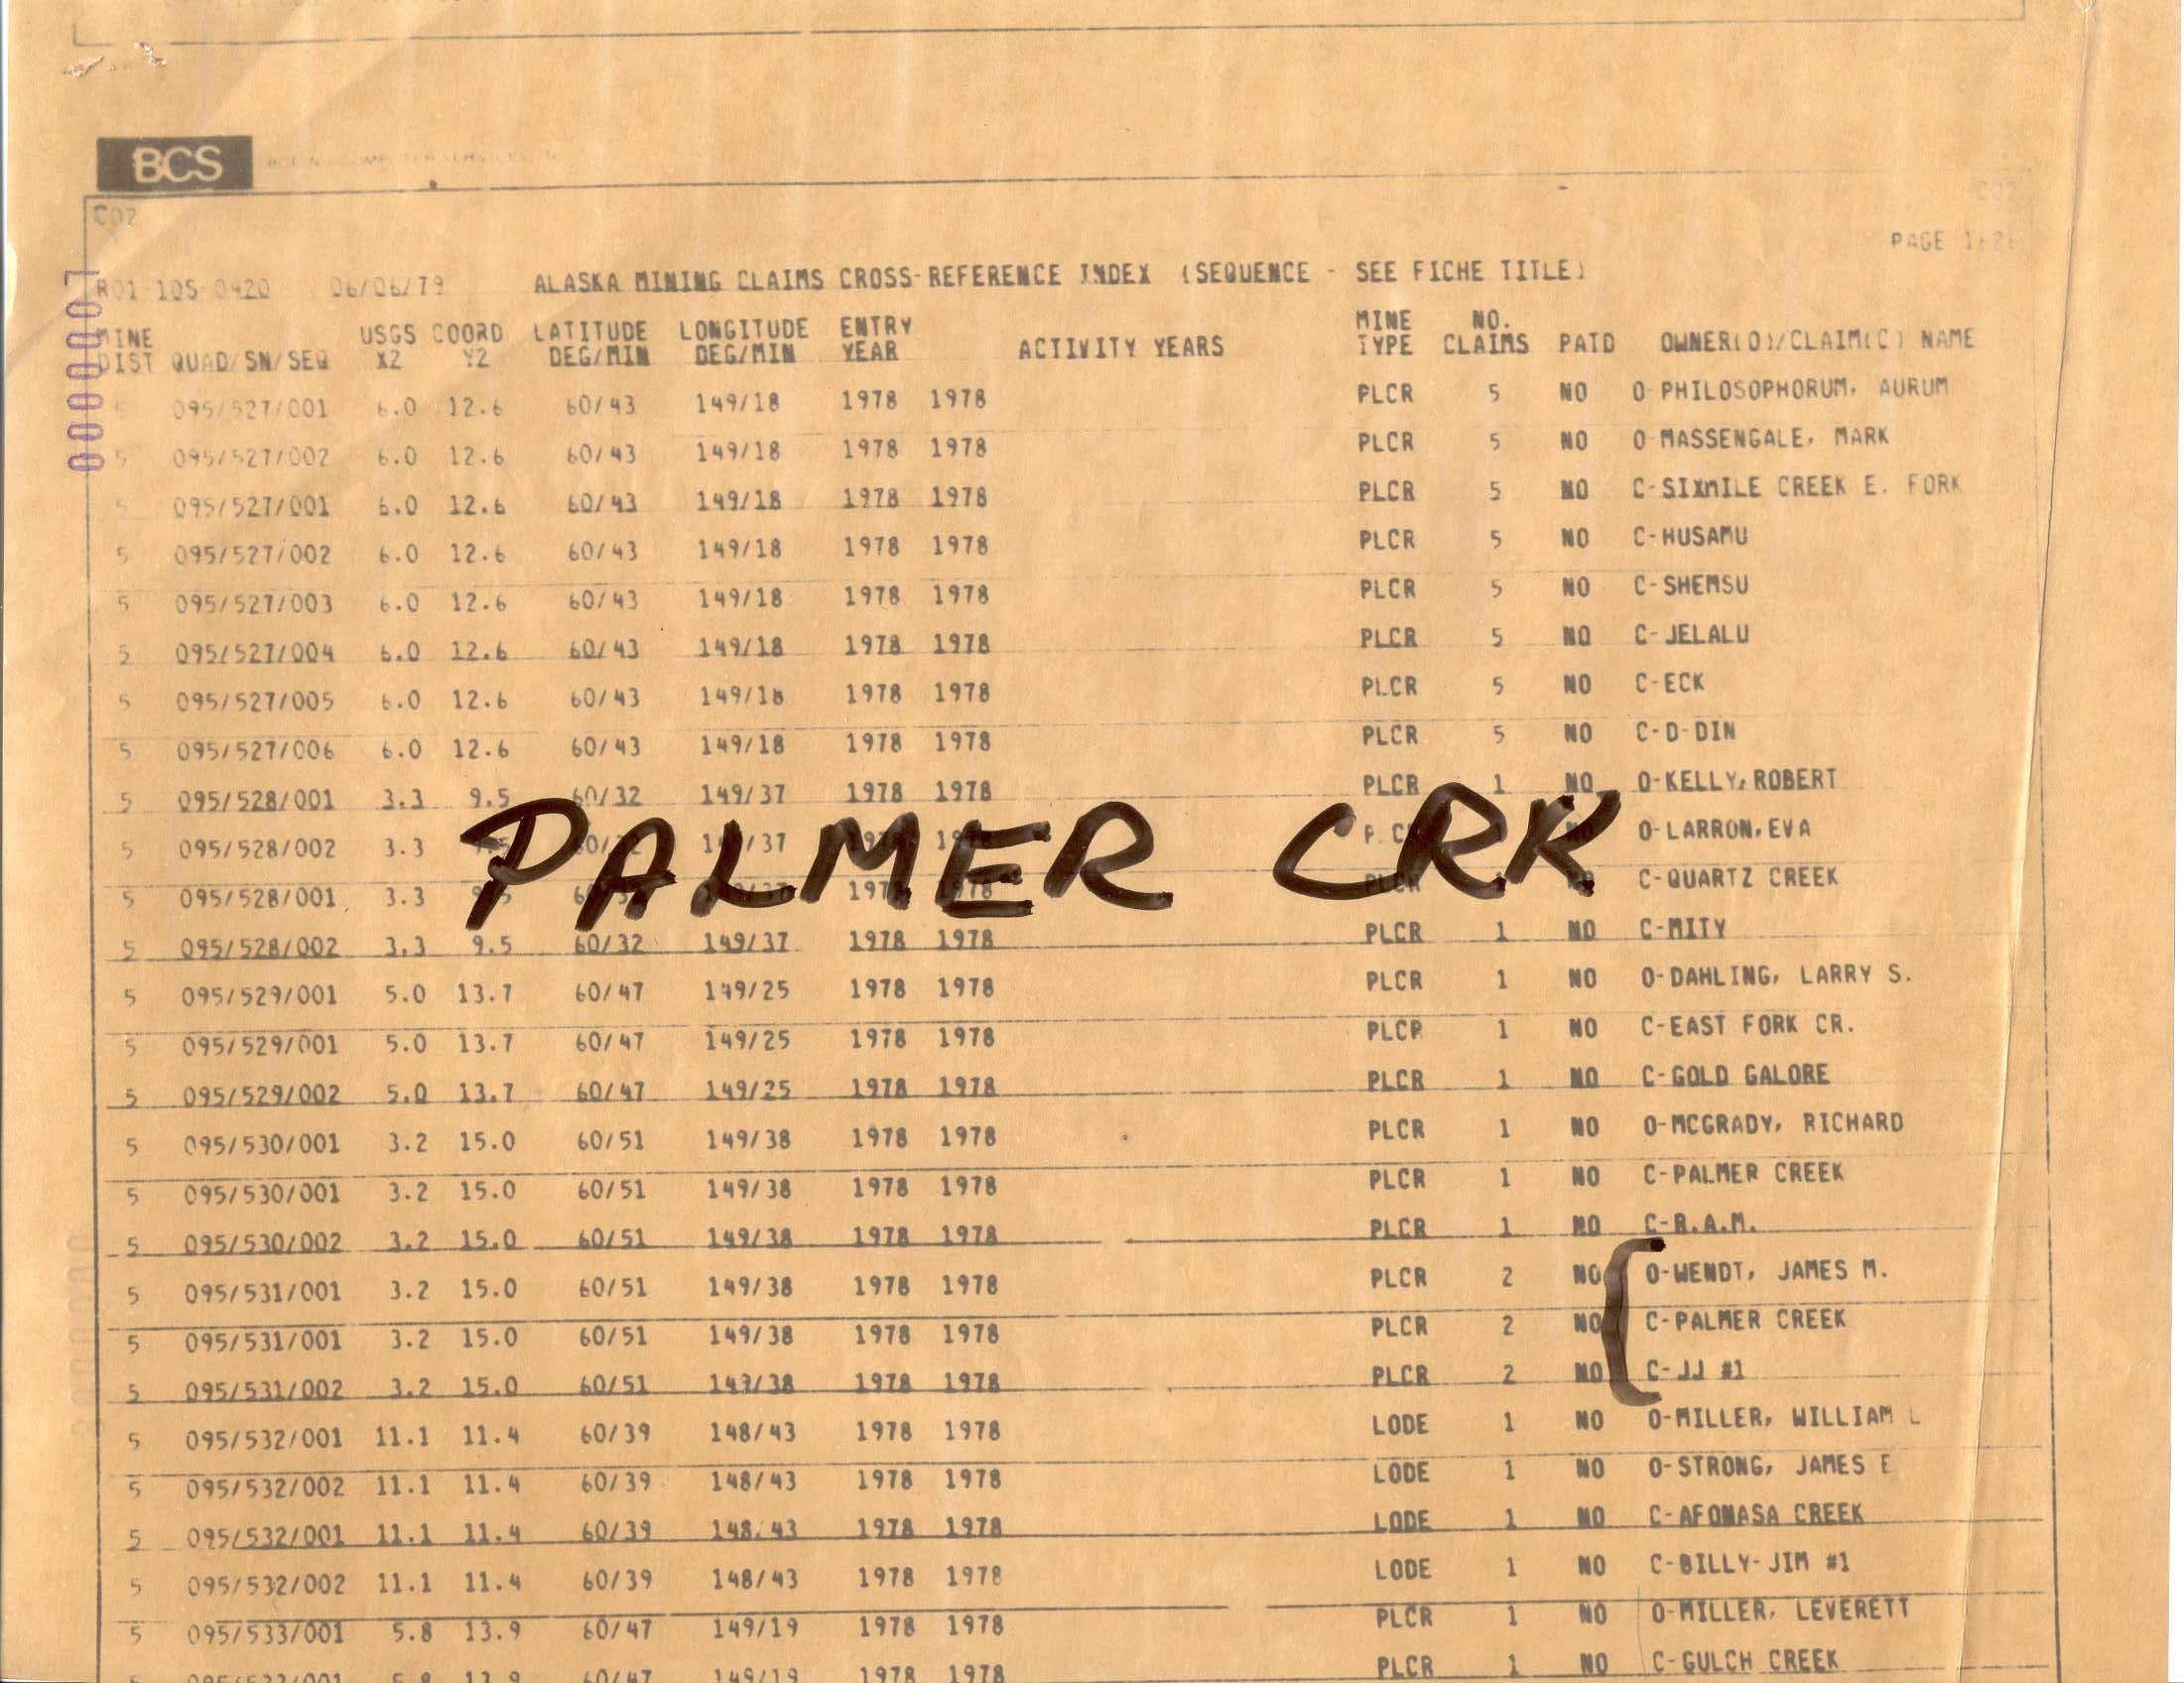 BCS
C02
C02
PAGE
R01 105-0420 06/06/79 ALASKA MINING CLAIMS CROSS-REFERENCE INDEX (SEQUENCE - SEE FICHE TITLE)
MINE USGS COORD LATITUDE LONGITUDE ENTRY MINE NO.
DIST QUAD/SN/SEQ X2 Y2 DEG/MIN DEG/MIN YEAR ACTIVITY YEARS TYPE CLAIMS PATD OWNER(O)/CLAIM(C) NAME
5 095/527/001 6.0 12.6 60/43 149/18 1978 1978 PLCR 5 NO O-PHILOSOPHORUM, AURUM
5 095/527/002 6.0 12.6 60/43 149/18 1978 1978 PLCR 5 NO O-MASSENGALE, MARK
5 095/527/001 6.0 12.6 60/43 149/18 1978 1978 PLCR 5 NO C-SIXMILE CREEK E. FORK
5 095/527/002 6.0 12.6 60/43 149/18 1978 1978 PLCR 5 NO C-HUSAMU
5 095/527/003 6.0 12.6 60/43 149/18 1978 1978 PLCR 5 NO C-SHEMSU
5 095/527/004 6.0 12.6 60/43 149/18 1978 1978 PLCR 5 NO C-JELALU
5 095/527/005 6.0 12.6 60/43 149/18 1978 1978 PLCR 5 NO C-ECK
5 095/527/006 6.0 12.6 60/43 149/18 1978 1978 PLCR 5 NO C-D-DIN
5 095/528/001 3.3 9.5 60/32 149/37 1978 1978 PLCR 1 NO O-KELLY, ROBERT
PALMER CRK
5 095/528/002 3.3 O-LARRON, EVA
5 095/528/001 3.3 C-QUARTZ CREEK
5 095/528/002 3.3 9.5 60/32 149/37 1978 1978 PLCR 1 NO C-MITY
5 095/529/001 5.0 13.7 60/47 149/25 1978 1978 PLCR 1 NO O-DAHLING, LARRY S.
5 095/529/001 5.0 13.7 60/47 149/25 1978 1978 PLCR 1 NO C-EAST FORK CR.
5 095/529/002 5.0 13.7 60/47 149/25 1978 1978 PLCR 1 NO C-GOLD GALORE
5 095/530/001 3.2 15.0 60/51 149/38 1978 1978 PLCR 1 NO O-MCGRADY, RICHARD
5 095/530/001 3.2 15.0 60/51 149/38 1978 1978 PLCR 1 NO C-PALMER CREEK
5 095/530/002 3.2 15.0 60/51 149/38 1978 1978 PLCR 1 NO C-R.A.M.
5 095/531/001 3.2 15.0 60/51 149/38 1978 1978 PLCR 2 NO O-WENDT, JAMES M.
5 095/531/001 3.2 15.0 60/51 149/38 1978 1978 PLCR 2 NO C-PALMER CREEK
5 095/531/002 3.2 15.0 60/51 149/38 1978 1978 PLCR 2 NO C-JJ #1
5 095/532/001 11.1 11.4 60/39 148/43 1978 1978 LODE 1 NO O-MILLER, WILLIAM L
5 095/532/002 11.1 11.4 60/39 148/43 1978 1978 LODE 1 NO O-STRONG, JAMES E
5 095/532/001 11.1 11.4 60/39 148/43 1978 1978 LODE 1 NO C-AFONASA CREEK
5 095/532/002 11.1 11.4 60/39 148/43 1978 1978 LODE 1 NO C-BILLY-JIM #1
5 095/533/001 5.8 13.9 60/47 149/19 1978 1978 PLCR 1 NO O-MILLER, LEVERETT
5 095/533/001 5.8 13.9 60/47 149/19 1978 1978 PLCR 1 NO C-GULCH CREEK